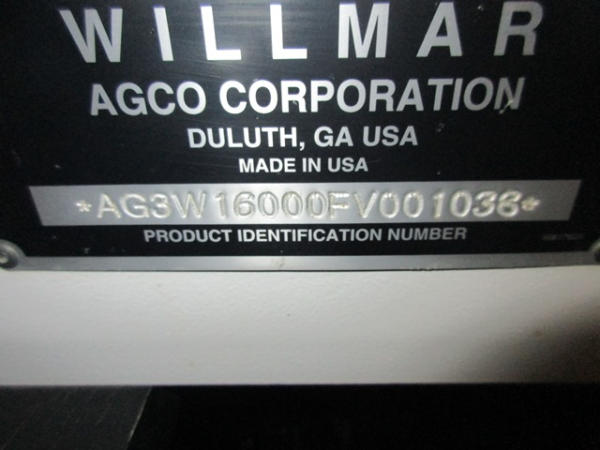 WILLMAR
AGCO CORPORATION
DULUTH, GA USA
MADE IN USA
*AG3W16000FV001036*
PRODUCT IDENTIFICATION NUMBER